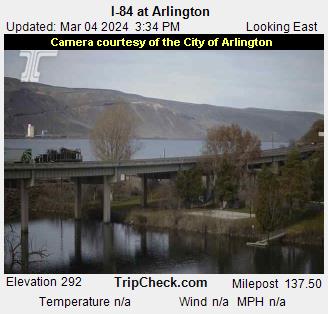 I-84 at Arlington
Updated: Mar 04 2024 3:34 PM Looking East
Camera courtesy of the City of Arlington
Elevation 292 TripCheck.com Milepost 137.50
Temperature n/a Wind n/a MPH n/a